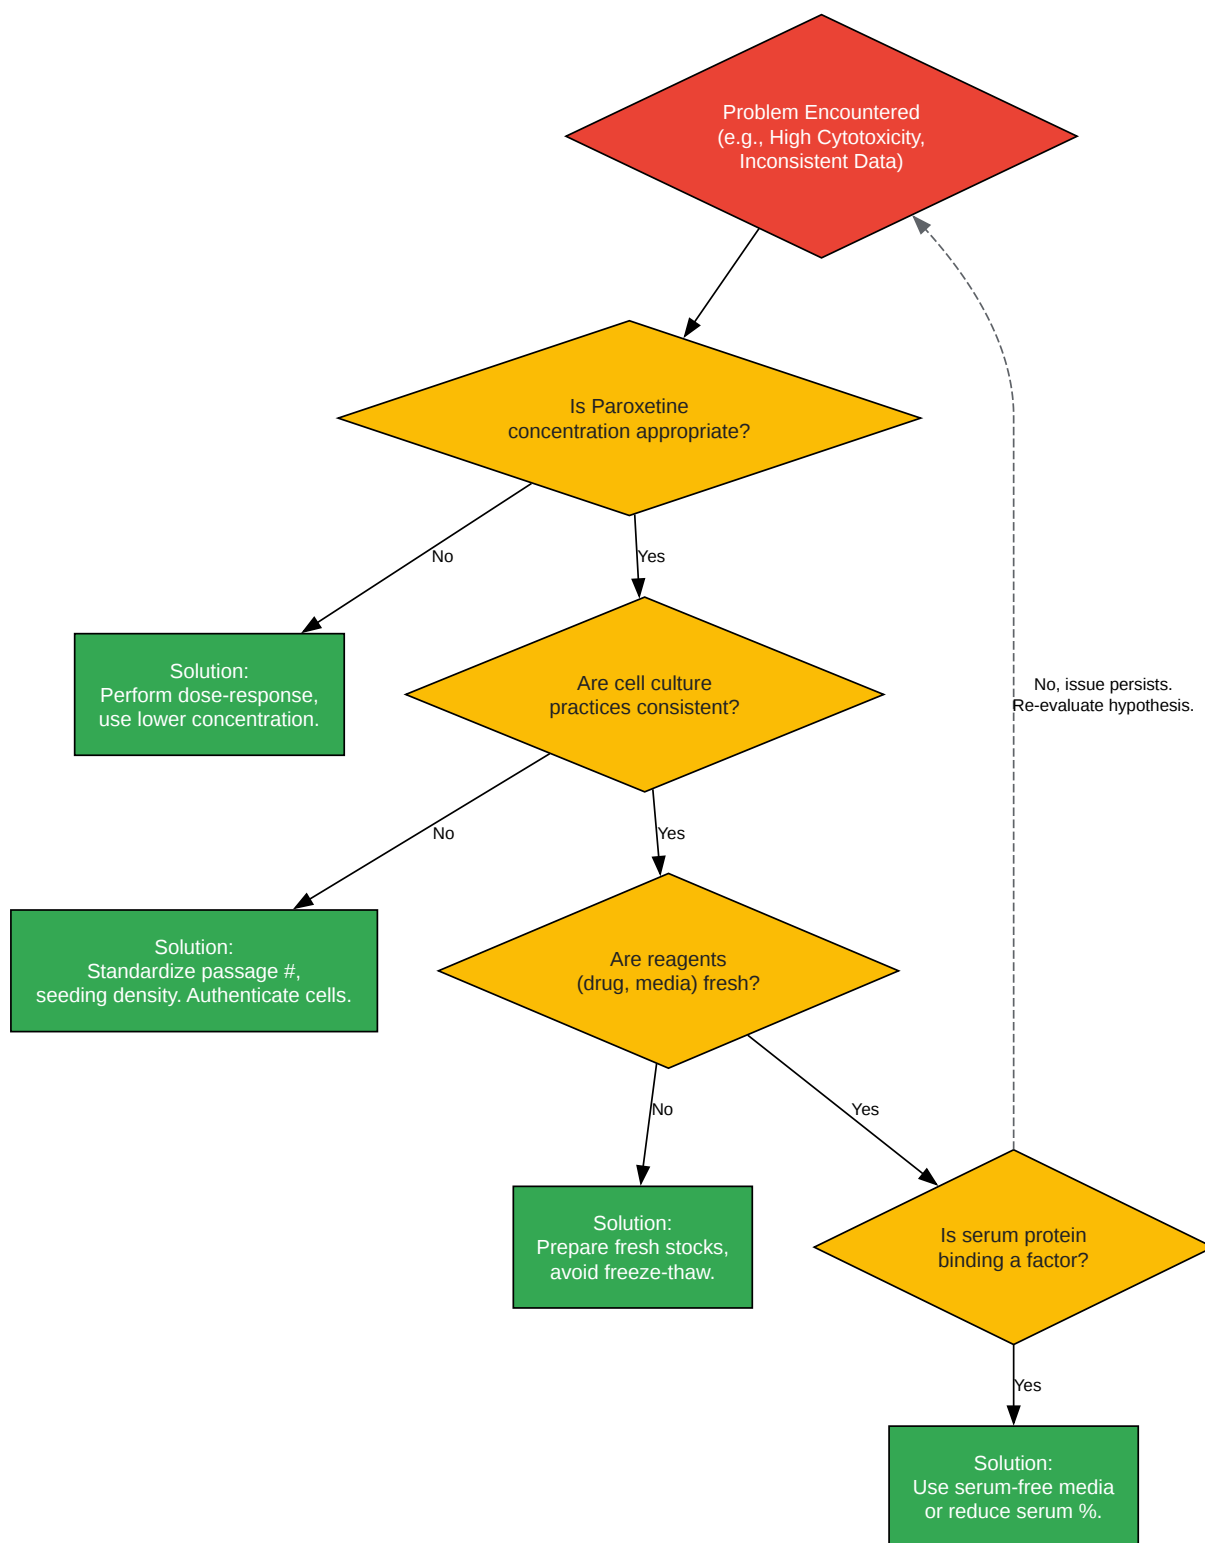 Problem Encountered
(e.g., High Cytotoxicity,
Inconsistent Data)
Is Paroxetine
concentration appropriate?
No
Yes
Solution:
Perform dose-response,
use lower concentration.
Are cell culture
practices consistent?
No, issue persists.
Re-evaluate hypothesis.
No
Yes
Solution:
Standardize passage #,
seeding density. Authenticate cells.
Are reagents
(drug, media) fresh?
No
Yes
Solution:
Prepare fresh stocks,
avoid freeze-thaw.
Is serum protein
binding a factor?
Yes
Solution:
Use serum-free media
or reduce serum %.